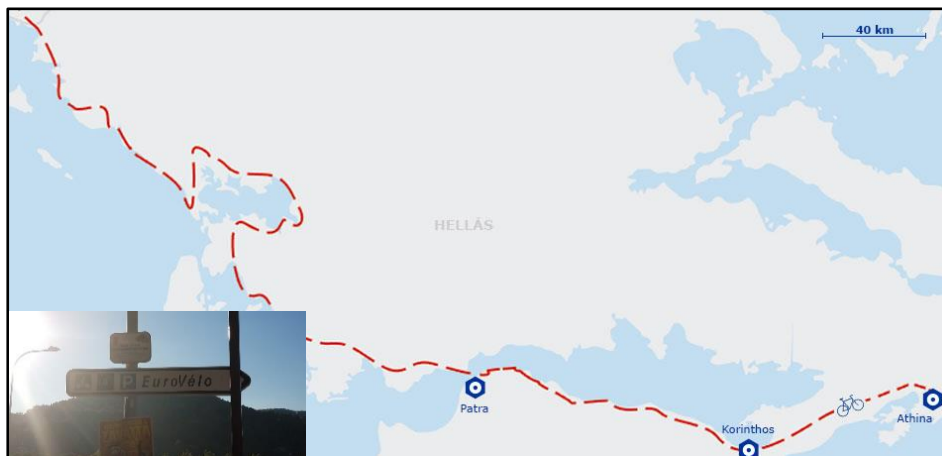 40 km
HELLÁS
P EuroVélo
Patra
Korinthos
Athina